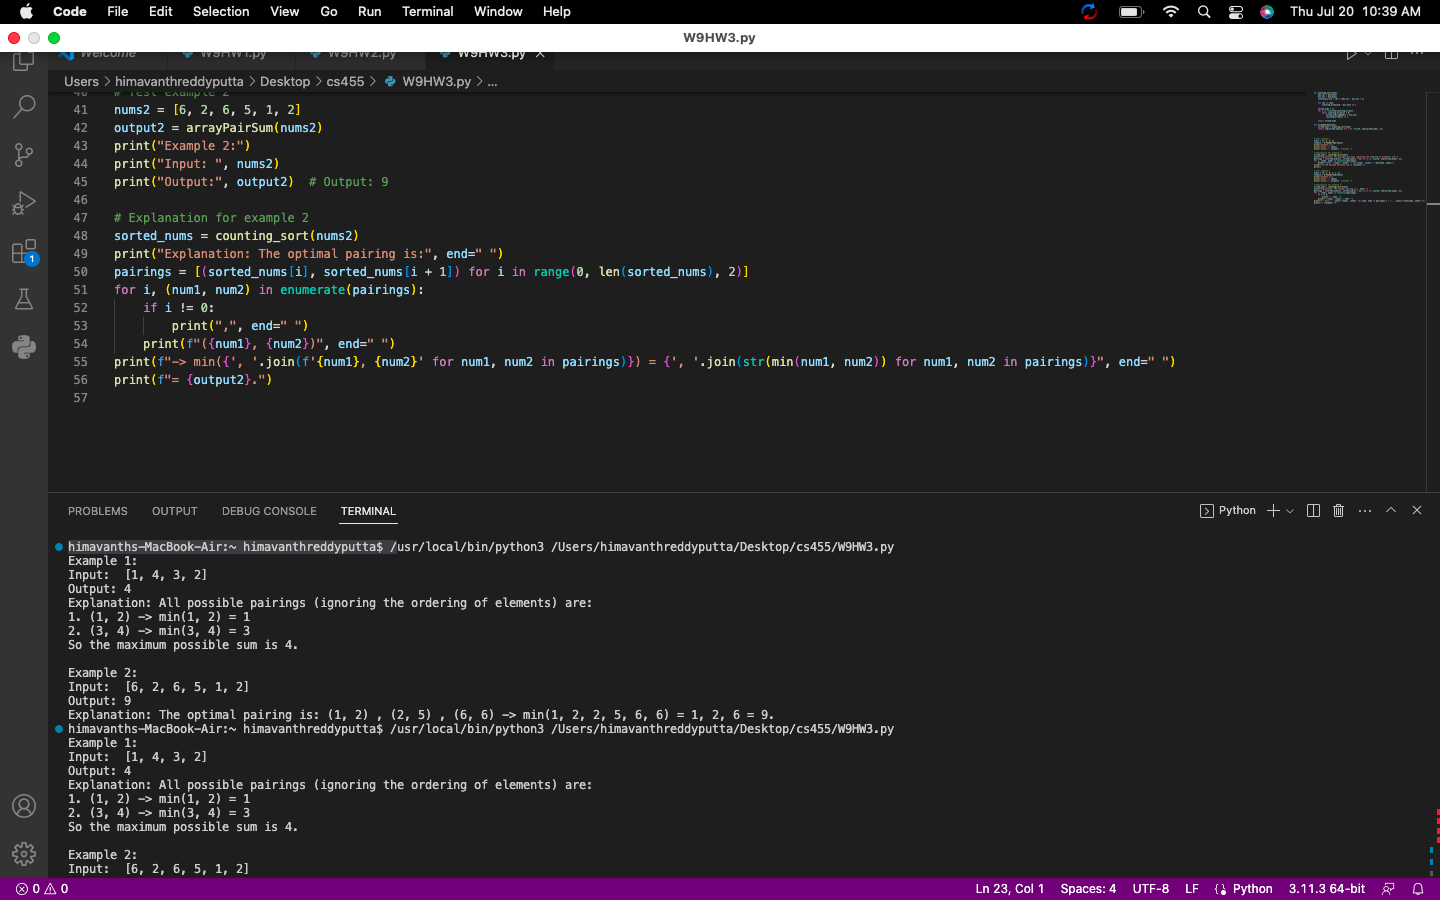 Code File Edit Selection View Go Run Terminal Window Help Thu Jul 20 10:39 AM
W9HW3.py
Welcome W9HW1.py W9HW2.py W9HW3.py
Users > himavanthreddyputta > Desktop > cs455 > W9HW3.py > ...
40 # Test example 2
41 nums2 = [6, 2, 6, 5, 1, 2]
42 output2 = arrayPairSum(nums2)
43 print("Example 2:")
44 print("Input: ", nums2)
45 print("Output:", output2)  # Output: 9
46
47 # Explanation for example 2
48 sorted_nums = counting_sort(nums2)
49 print("Explanation: The optimal pairing is:", end=" ")
50 pairings = [(sorted_nums[i], sorted_nums[i + 1]) for i in range(0, len(sorted_nums), 2)]
51 for i, (num1, num2) in enumerate(pairings):
52     if i != 0:
53         print(",", end=" ")
54     print(f"({num1}, {num2})", end=" ")
55 print(f"-> min({', '.join(f'{num1}, {num2}' for num1, num2 in pairings)}) = {', '.join(str(min(num1, num2)) for num1, num2 in pairings)}", end=" ")
56 print(f"= {output2}.")
57
PROBLEMS OUTPUT DEBUG CONSOLE TERMINAL Python
himavanths-MacBook-Air:~ himavanthreddyputta$ /usr/local/bin/python3 /Users/himavanthreddyputta/Desktop/cs455/W9HW3.py
Example 1:
Input:  [1, 4, 3, 2]
Output: 4
Explanation: All possible pairings (ignoring the ordering of elements) are:
1. (1, 2) -> min(1, 2) = 1
2. (3, 4) -> min(3, 4) = 3
So the maximum possible sum is 4.
Example 2:
Input:  [6, 2, 6, 5, 1, 2]
Output: 9
Explanation: The optimal pairing is: (1, 2) , (2, 5) , (6, 6) -> min(1, 2, 2, 5, 6, 6) = 1, 2, 6 = 9.
himavanths-MacBook-Air:~ himavanthreddyputta$ /usr/local/bin/python3 /Users/himavanthreddyputta/Desktop/cs455/W9HW3.py
Example 1:
Input:  [1, 4, 3, 2]
Output: 4
Explanation: All possible pairings (ignoring the ordering of elements) are:
1. (1, 2) -> min(1, 2) = 1
2. (3, 4) -> min(3, 4) = 3
So the maximum possible sum is 4.
Example 2:
Input:  [6, 2, 6, 5, 1, 2]
1
0 0 Ln 23, Col 1 Spaces: 4 UTF-8 LF Python 3.11.3 64-bit